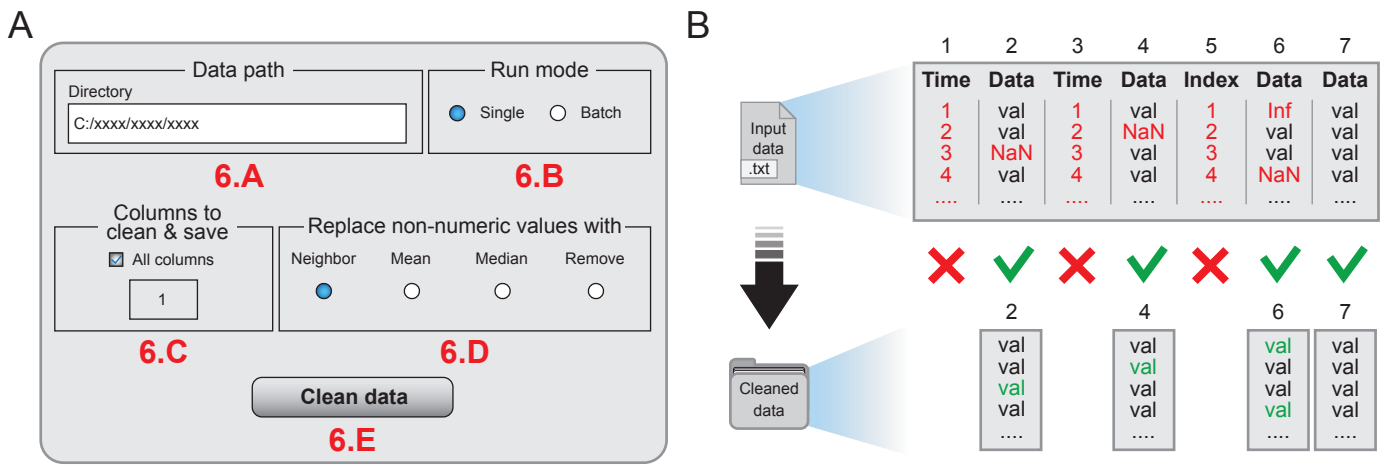 A
Data path
Directory
C:/xxxx/xxxx/xxxx
6.A
Run mode
Single Batch
6.B
Columns to
clean & save
All columns
1
6.C
Replace non-numeric values with
Neighbor Mean Median Remove
6.D
Clean data
6.E
B
Input
data
.txt
1 2 3 4 5 6 7
Time Data Time Data Index Data Data
1 val 1 val 1 Inf val
2 val 2 NaN 2 val val
3 NaN 3 val 3 val val
4 val 4 val 4 NaN val
.... .... .... .... .... .... ....
Cleaned
data
2 4 6 7
val val val val
val val val val
val val val val
val val val val
.... .... .... ....